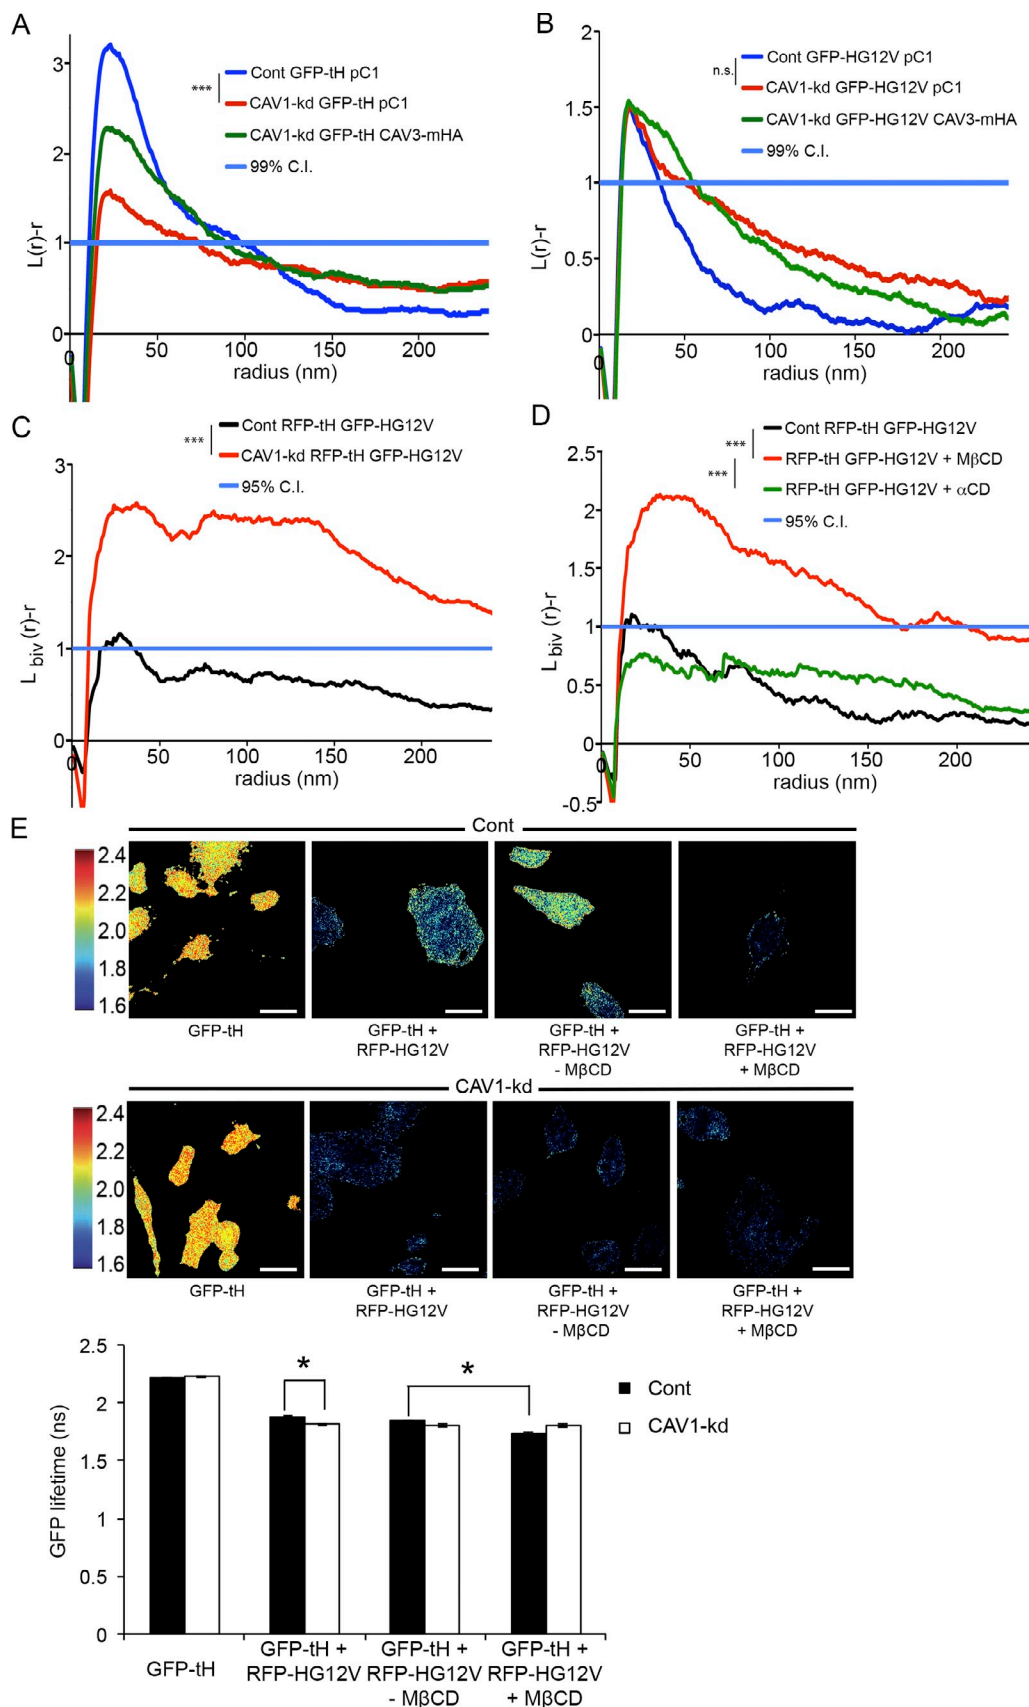 A
Cont GFP-tH pC1
CAV1-kd GFP-tH pC1
CAV1-kd GFP-tH CAV3-mHA
99% C.I.
***
L(r)-r
3
2
1
0
0 50 100 150 200
radius (nm)
B
Cont GFP-HG12V pC1
CAV1-kd GFP-HG12V pC1
CAV1-kd GFP-HG12V CAV3-mHA
99% C.I.
n.s.
L(r)-r
2
1.5
1
0.5
0
0 50 100 150 200
radius (nm)
C
Cont RFP-tH GFP-HG12V
CAV1-kd RFP-tH GFP-HG12V
95% C.I.
***
L biv (r)-r
3
2
1
0
0 50 100 150 200
radius (nm)
D
Cont RFP-tH GFP-HG12V
RFP-tH GFP-HG12V + MβCD
RFP-tH GFP-HG12V + αCD
95% C.I.
***
***
L biv (r)-r
2.5
2
1.5
1
0.5
0
-0.5
0 50 100 150 200
radius (nm)
E
Cont
2.4
2.2
2.0
1.8
1.6
GFP-tH
GFP-tH +
RFP-HG12V
GFP-tH +
RFP-HG12V
- MβCD
GFP-tH +
RFP-HG12V
+ MβCD
CAV1-kd
2.4
2.2
2.0
1.8
1.6
GFP-tH
GFP-tH +
RFP-HG12V
GFP-tH +
RFP-HG12V
- MβCD
GFP-tH +
RFP-HG12V
+ MβCD
GFP lifetime (ns)
2.5
2
1.5
1
0.5
0
*
*
Cont
CAV1-kd
GFP-tH
GFP-tH +
RFP-HG12V
GFP-tH +
RFP-HG12V
- MβCD
GFP-tH +
RFP-HG12V
+ MβCD